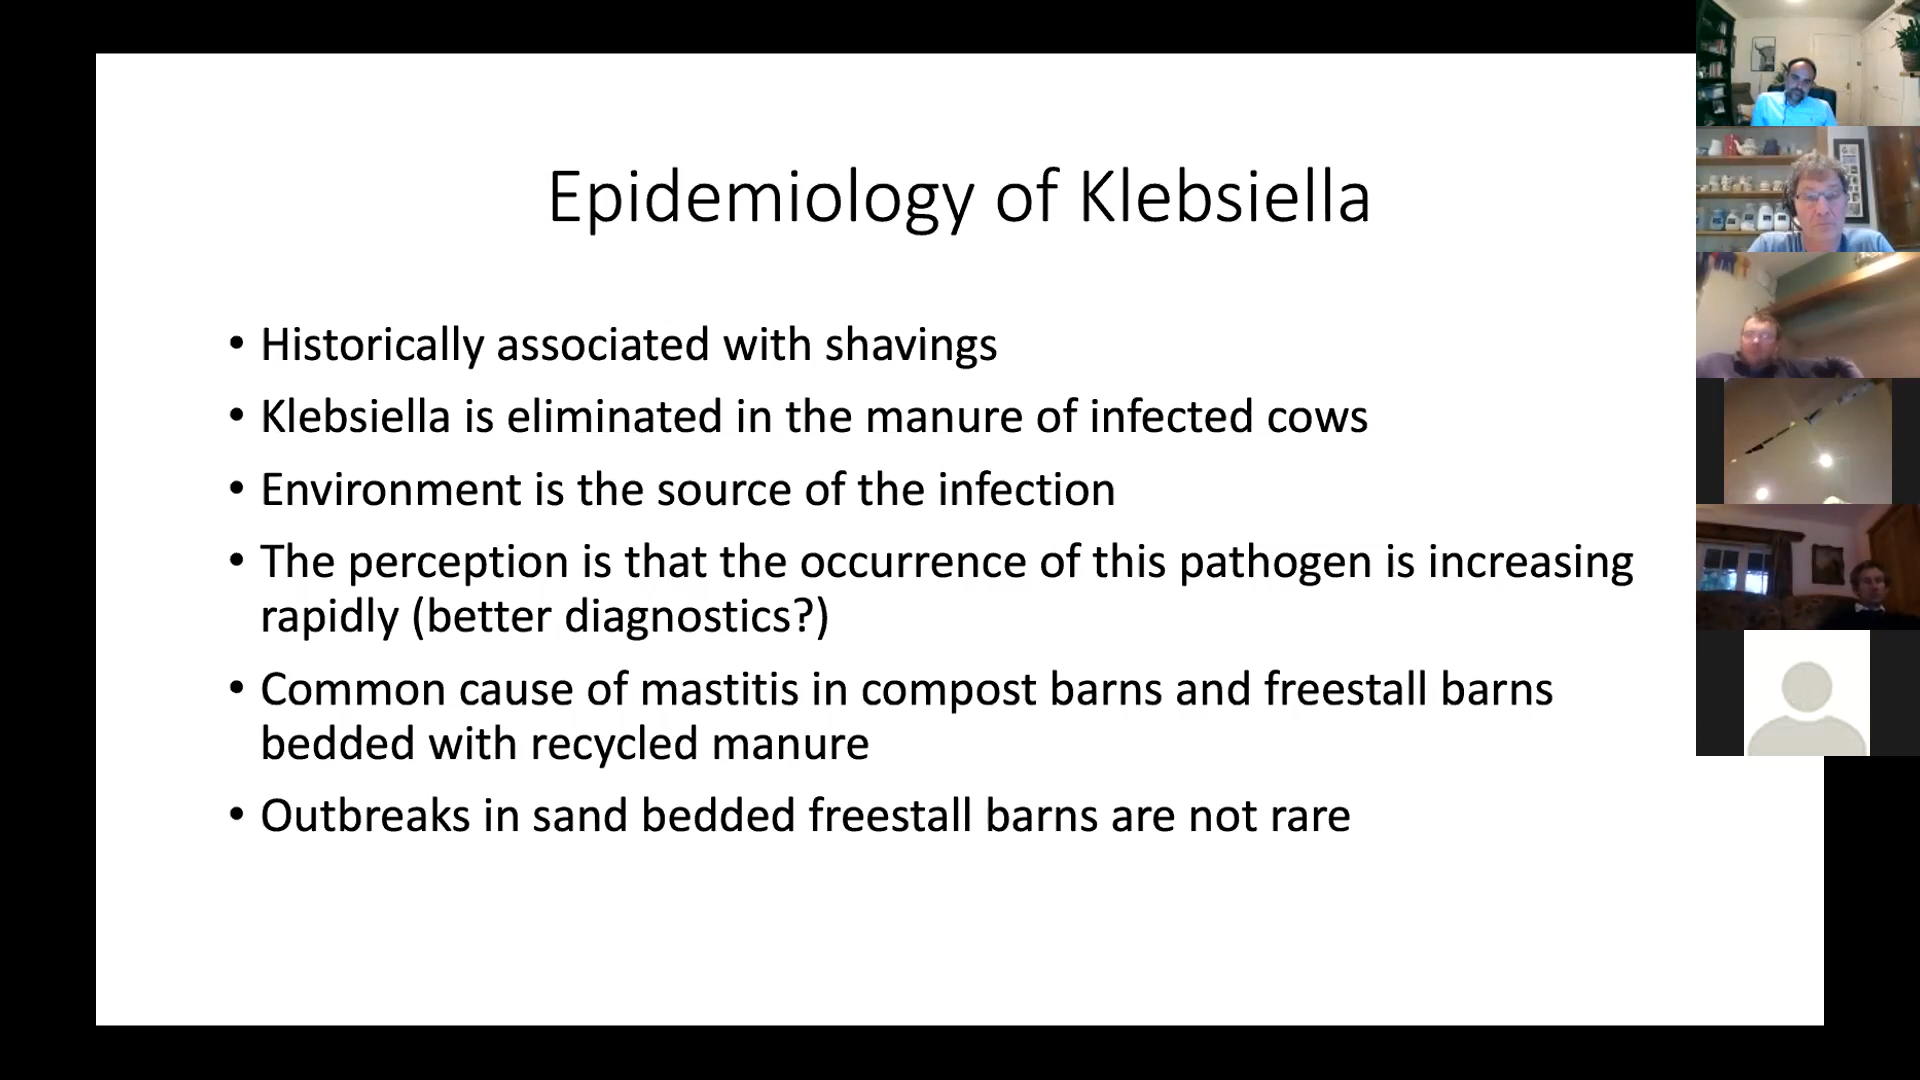 Epidemiology of Klebsiella
• Historically associated with shavings
• Klebsiella is eliminated in the manure of infected cows
• Environment is the source of the infection
• The perception is that the occurrence of this pathogen is increasing
rapidly (better diagnostics?)
• Common cause of mastitis in compost barns and freestall barns
bedded with recycled manure
• Outbreaks in sand bedded freestall barns are not rare